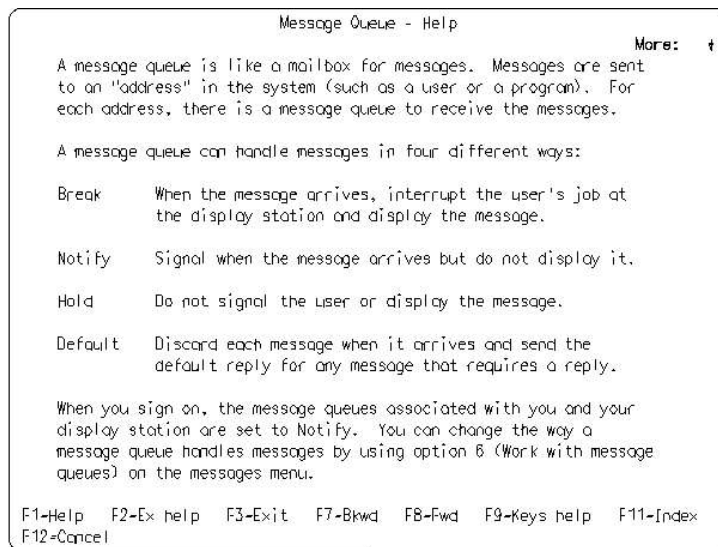 Message Queue - Help
More: +
A message queue is like a mailbox for messages. Messages are sent
to an "address" in the system (such as a user or a program). For
each address, there is a message queue to receive the messages.
A message queue can handle messages in four different ways:
Break When the message arrives, interrupt the user's job at
the display station and display the message.
Notify Signal when the message arrives but do not display it.
Hold Do not signal the user or display the message.
Default Discard each message when it arrives and send the
default reply for any message that requires a reply.
When you sign on, the message queues associated with you and your
display station are set to Notify. You can change the way a
message queue handles messages by using option 6 (Work with message
queues) on the messages menu.
F1=Help F2=Ex help F3=Exit F7=Bkwd F8=Fwd F9=Keys help F11=Index
F12=Cancel